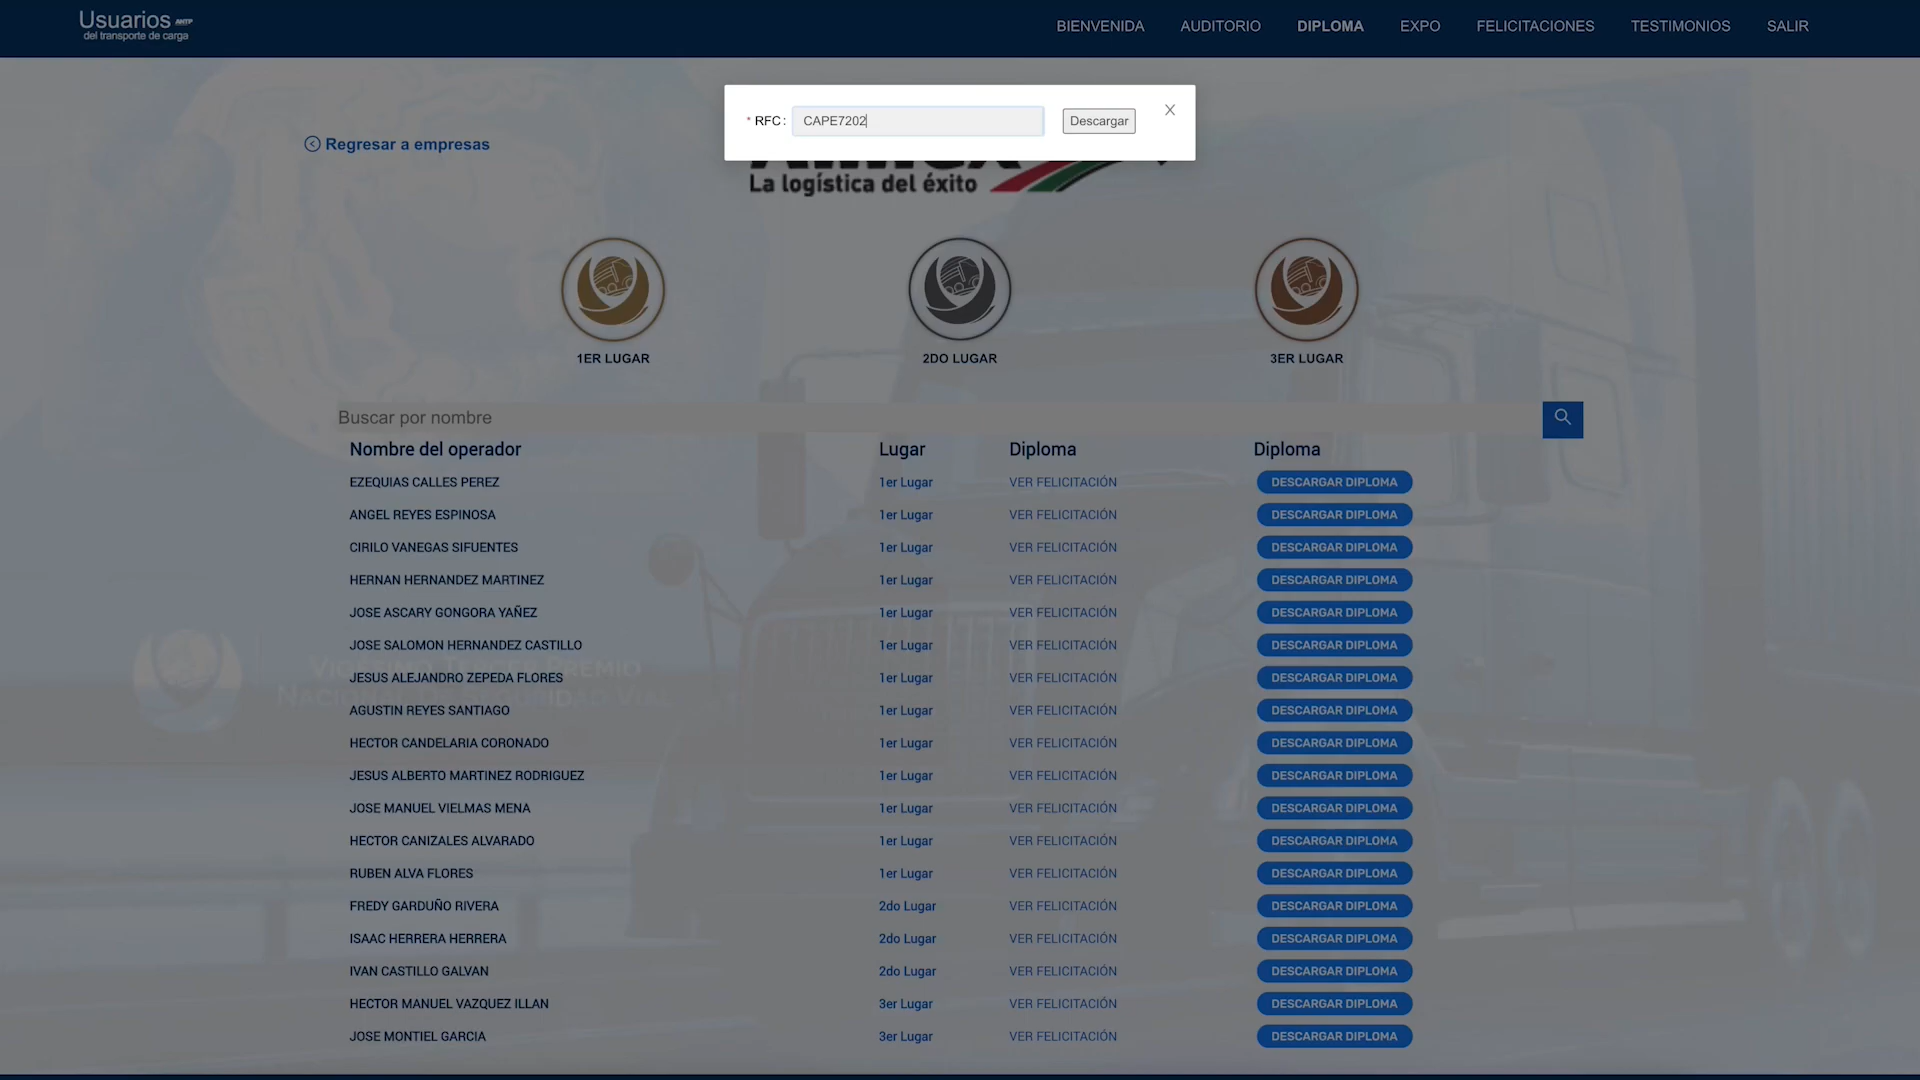 Usuarios ANTP
del transporte de carga
BIENVENIDA AUDITORIO DIPLOMA EXPO FELICITACIONES TESTIMONIOS SALIR
* RFC : CAPE7202 Descargar X
Regresar a empresas
La logística del éxito
1ER LUGAR 2DO LUGAR 3ER LUGAR
Buscar por nombre
Nombre del operador Lugar Diploma Diploma
EZEQUIAS CALLES PEREZ 1er Lugar VER FELICITACIÓN DESCARGAR DIPLOMA
ANGEL REYES ESPINOSA 1er Lugar VER FELICITACIÓN DESCARGAR DIPLOMA
CIRILO VANEGAS SIFUENTES 1er Lugar VER FELICITACIÓN DESCARGAR DIPLOMA
HERNAN HERNANDEZ MARTINEZ 1er Lugar VER FELICITACIÓN DESCARGAR DIPLOMA
JOSE ASCARY GONGORA YAÑEZ 1er Lugar VER FELICITACIÓN DESCARGAR DIPLOMA
JOSE SALOMON HERNANDEZ CASTILLO 1er Lugar VER FELICITACIÓN DESCARGAR DIPLOMA
VIGÉSIMO TERCER PREMIO
JESUS ALEJANDRO ZEPEDA FLORES 1er Lugar VER FELICITACIÓN DESCARGAR DIPLOMA
NACIONAL DE SEGURIDAD VIAL
AGUSTIN REYES SANTIAGO 1er Lugar VER FELICITACIÓN DESCARGAR DIPLOMA
HECTOR CANDELARIA CORONADO 1er Lugar VER FELICITACIÓN DESCARGAR DIPLOMA
JESUS ALBERTO MARTINEZ RODRIGUEZ 1er Lugar VER FELICITACIÓN DESCARGAR DIPLOMA
JOSE MANUEL VIELMAS MENA 1er Lugar VER FELICITACIÓN DESCARGAR DIPLOMA
HECTOR CANIZALES ALVARADO 1er Lugar VER FELICITACIÓN DESCARGAR DIPLOMA
RUBEN ALVA FLORES 1er Lugar VER FELICITACIÓN DESCARGAR DIPLOMA
FREDY GARDUÑO RIVERA 2do Lugar VER FELICITACIÓN DESCARGAR DIPLOMA
ISAAC HERRERA HERRERA 2do Lugar VER FELICITACIÓN DESCARGAR DIPLOMA
IVAN CASTILLO GALVAN 2do Lugar VER FELICITACIÓN DESCARGAR DIPLOMA
HECTOR MANUEL VAZQUEZ ILLAN 3er Lugar VER FELICITACIÓN DESCARGAR DIPLOMA
JOSE MONTIEL GARCIA 3er Lugar VER FELICITACIÓN DESCARGAR DIPLOMA